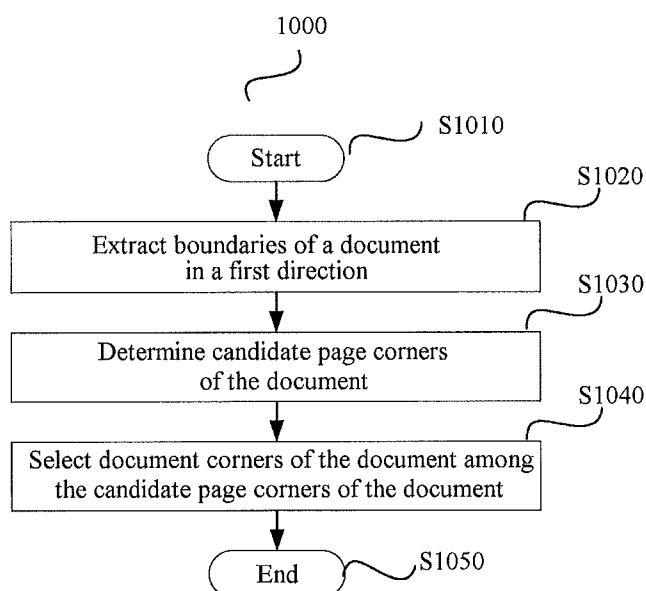 1000
S1010
Start
S1020
Extract boundaries of a document
in a first direction
S1030
Determine candidate page corners
of the document
S1040
Select document corners of the document among
the candidate page corners of the document
S1050
End